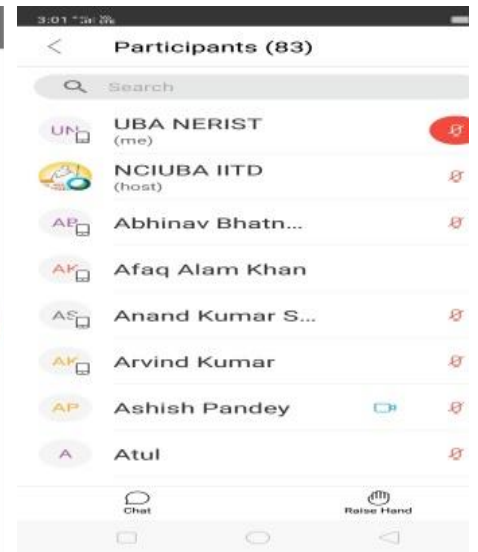 3:01
Participants (83)
Search
UN UBA NERIST
(me)
NCIUBA IITD
(host)
AB Abhinav Bhatn...
AK Afaq Alam Khan
AS Anand Kumar S...
AK Arvind Kumar
AP Ashish Pandey
A Atul
Chat
Raise Hand